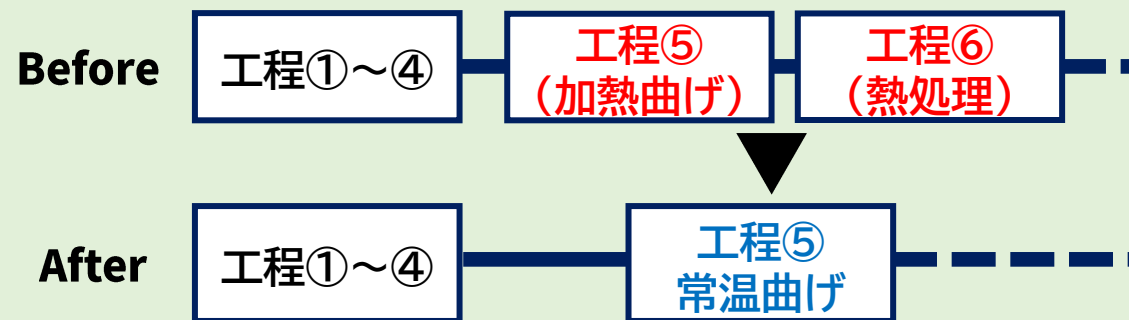 Before
工程①～④
工程⑤
（加熱曲げ）
工程⑥
（熱処理）
After
工程①～④
工程⑤
常温曲げ